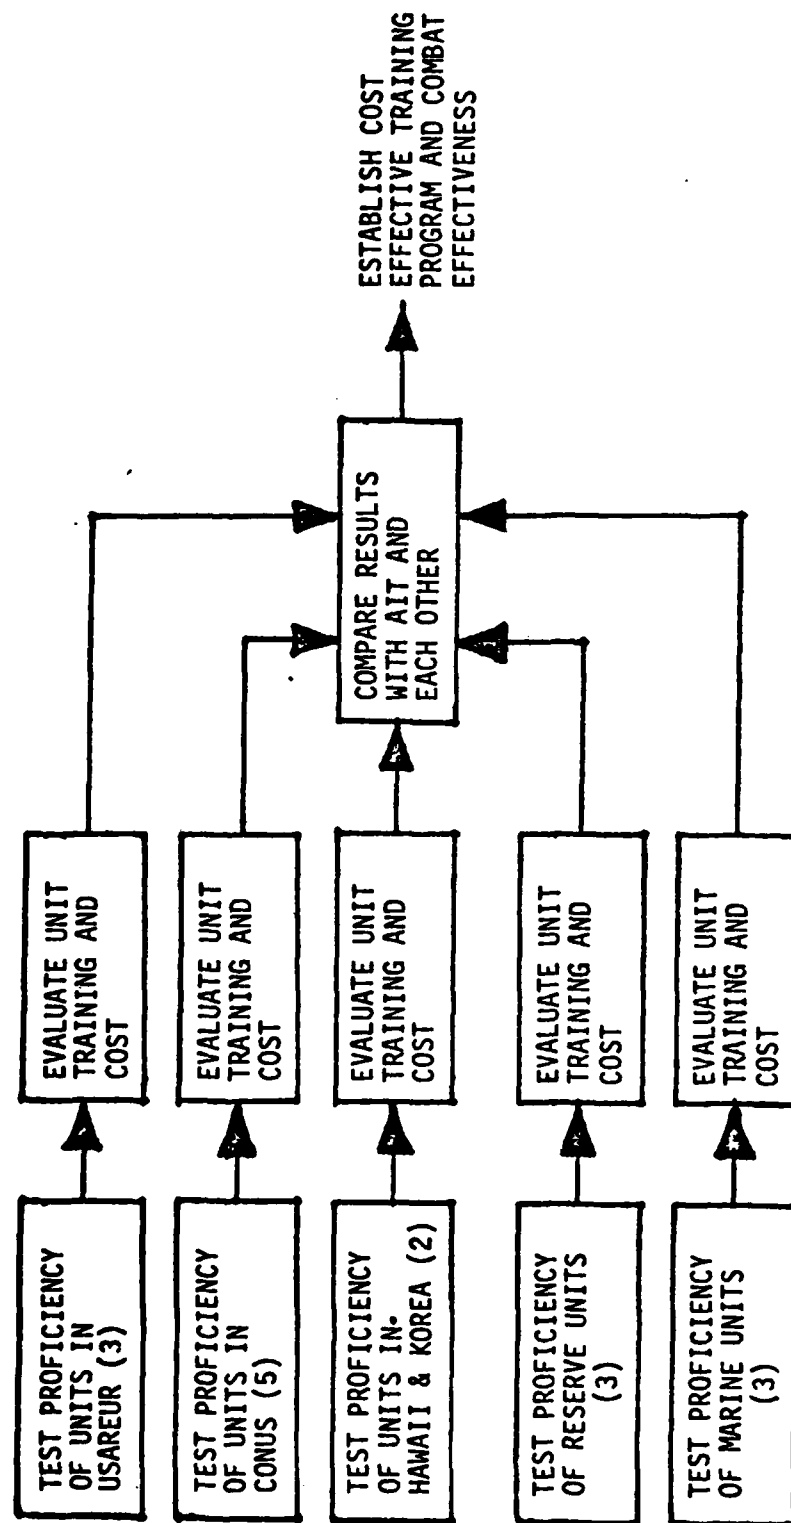 TEST PROFICIENCY
OF UNITS IN
USAREUR (3)
EVALUATE UNIT
TRAINING AND
COST
TEST PROFICIENCY
OF UNITS IN
CONUS (5)
EVALUATE UNIT
TRAINING AND
COST
TEST PROFICIENCY
OF UNITS IN
HAWAII & KOREA (2)
EVALUATE UNIT
TRAINING AND
COST
TEST PROFICIENCY
OF RESERVE UNITS
(3)
EVALUATE UNIT
TRAINING AND
COST
TEST PROFICIENCY
OF MARINE UNITS
(3)
EVALUATE UNIT
TRAINING AND
COST
COMPARE RESULTS
WITH AIT AND
EACH OTHER
ESTABLISH COST
EFFECTIVE TRAINING
PROGRAM AND COMBAT
EFFECTIVENESS